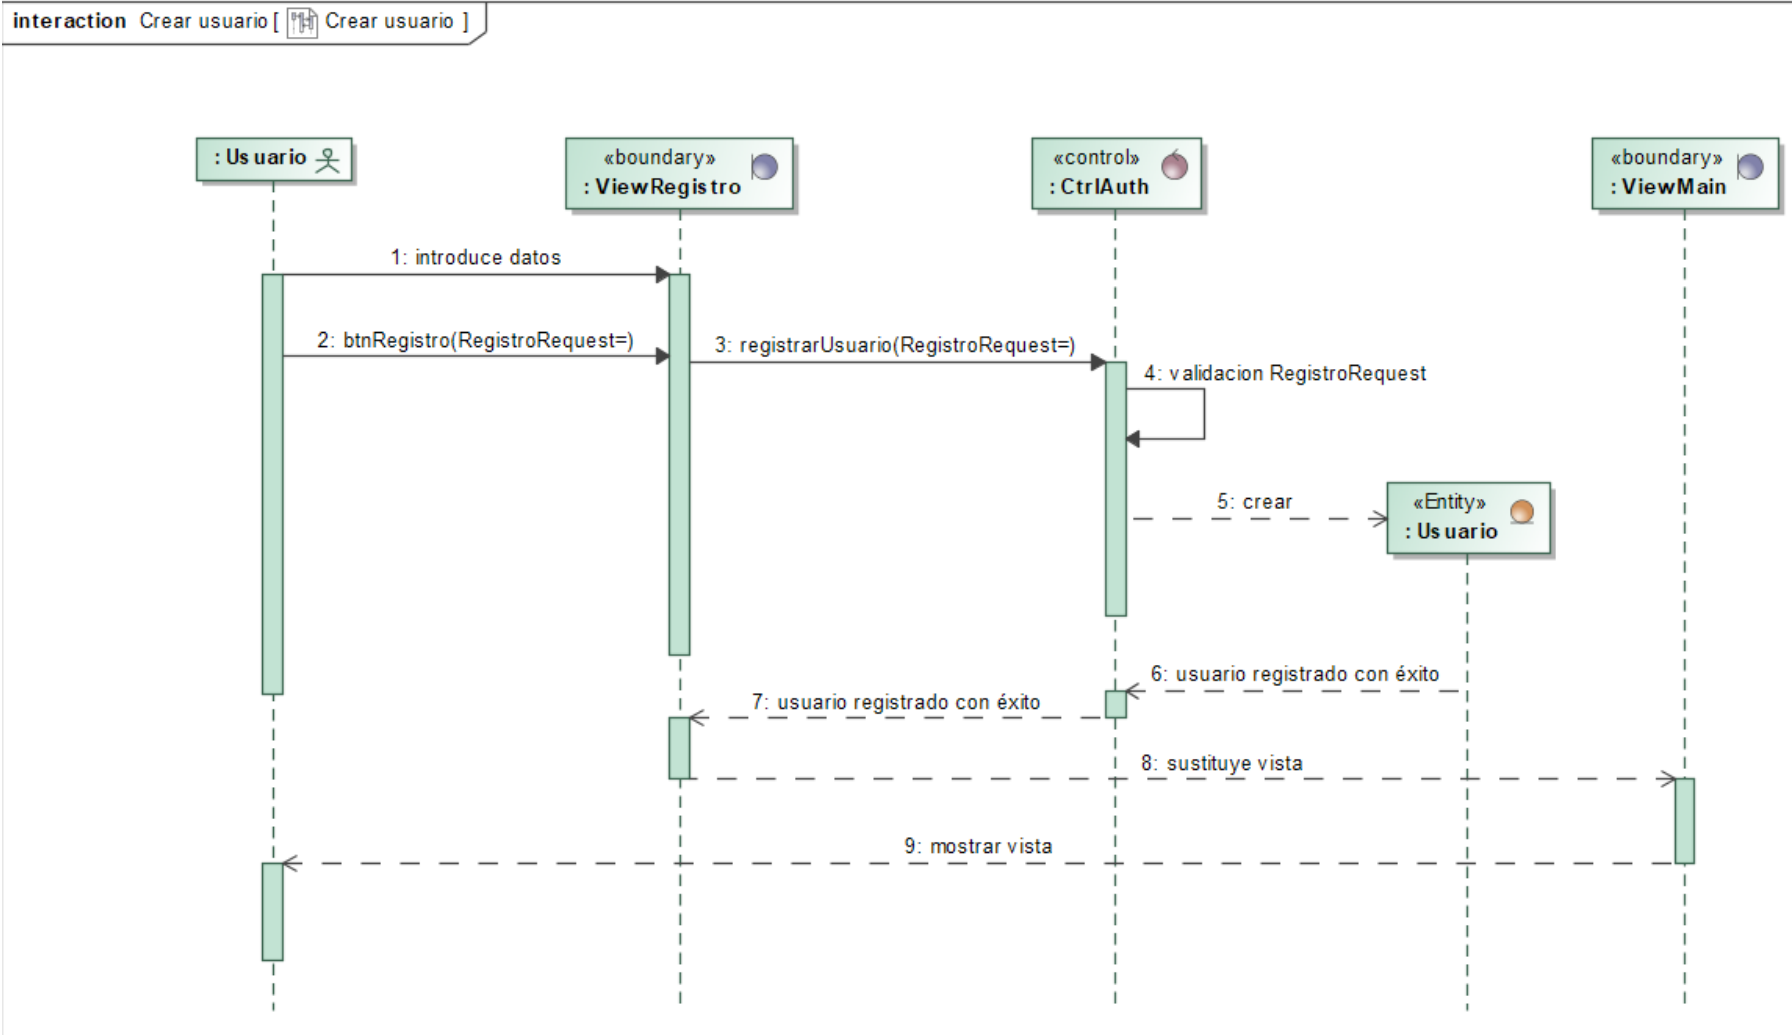 interaction Crear usuario [ Crear usuario ]
: Usuario
«boundary»
: ViewRegistro
«control»
: CtrlAuth
«boundary»
: ViewMain
1: introduce datos
2: btnRegistro(RegistroRequest=)
3: registrarUsuario(RegistroRequest=)
4: validacion RegistroRequest
5: crear
«Entity»
: Usuario
6: usuario registrado con éxito
7: usuario registrado con éxito
8: sustituye vista
9: mostrar vista